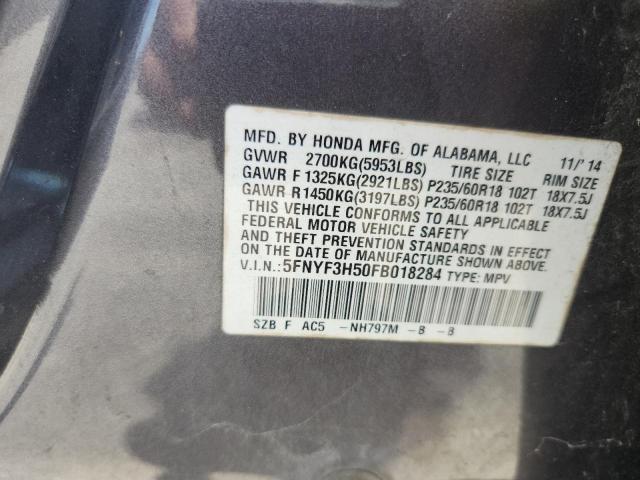 MFD. BY HONDA MFG. OF ALABAMA, LLC 11/'14
GVWR 2700KG(5953LBS) TIRE SIZE RIM SIZE
GAWR F 1325KG(2921LBS) P235/60R18 102T 18X7.5J
GAWR R1450KG(3197LBS) P235/60R18 102T 18X7.5J
THIS VEHICLE CONFORMS TO ALL APPLICABLE
FEDERAL MOTOR VEHICLE SAFETY
AND THEFT PREVENTION STANDARDS IN EFFECT
ON THE DATE OF MANUFACTURE SHOWN ABOVE.
V.I.N.: 5FNYF3H50FB018284 TYPE: MPV
SZB F AC5 -NH797M -B -B